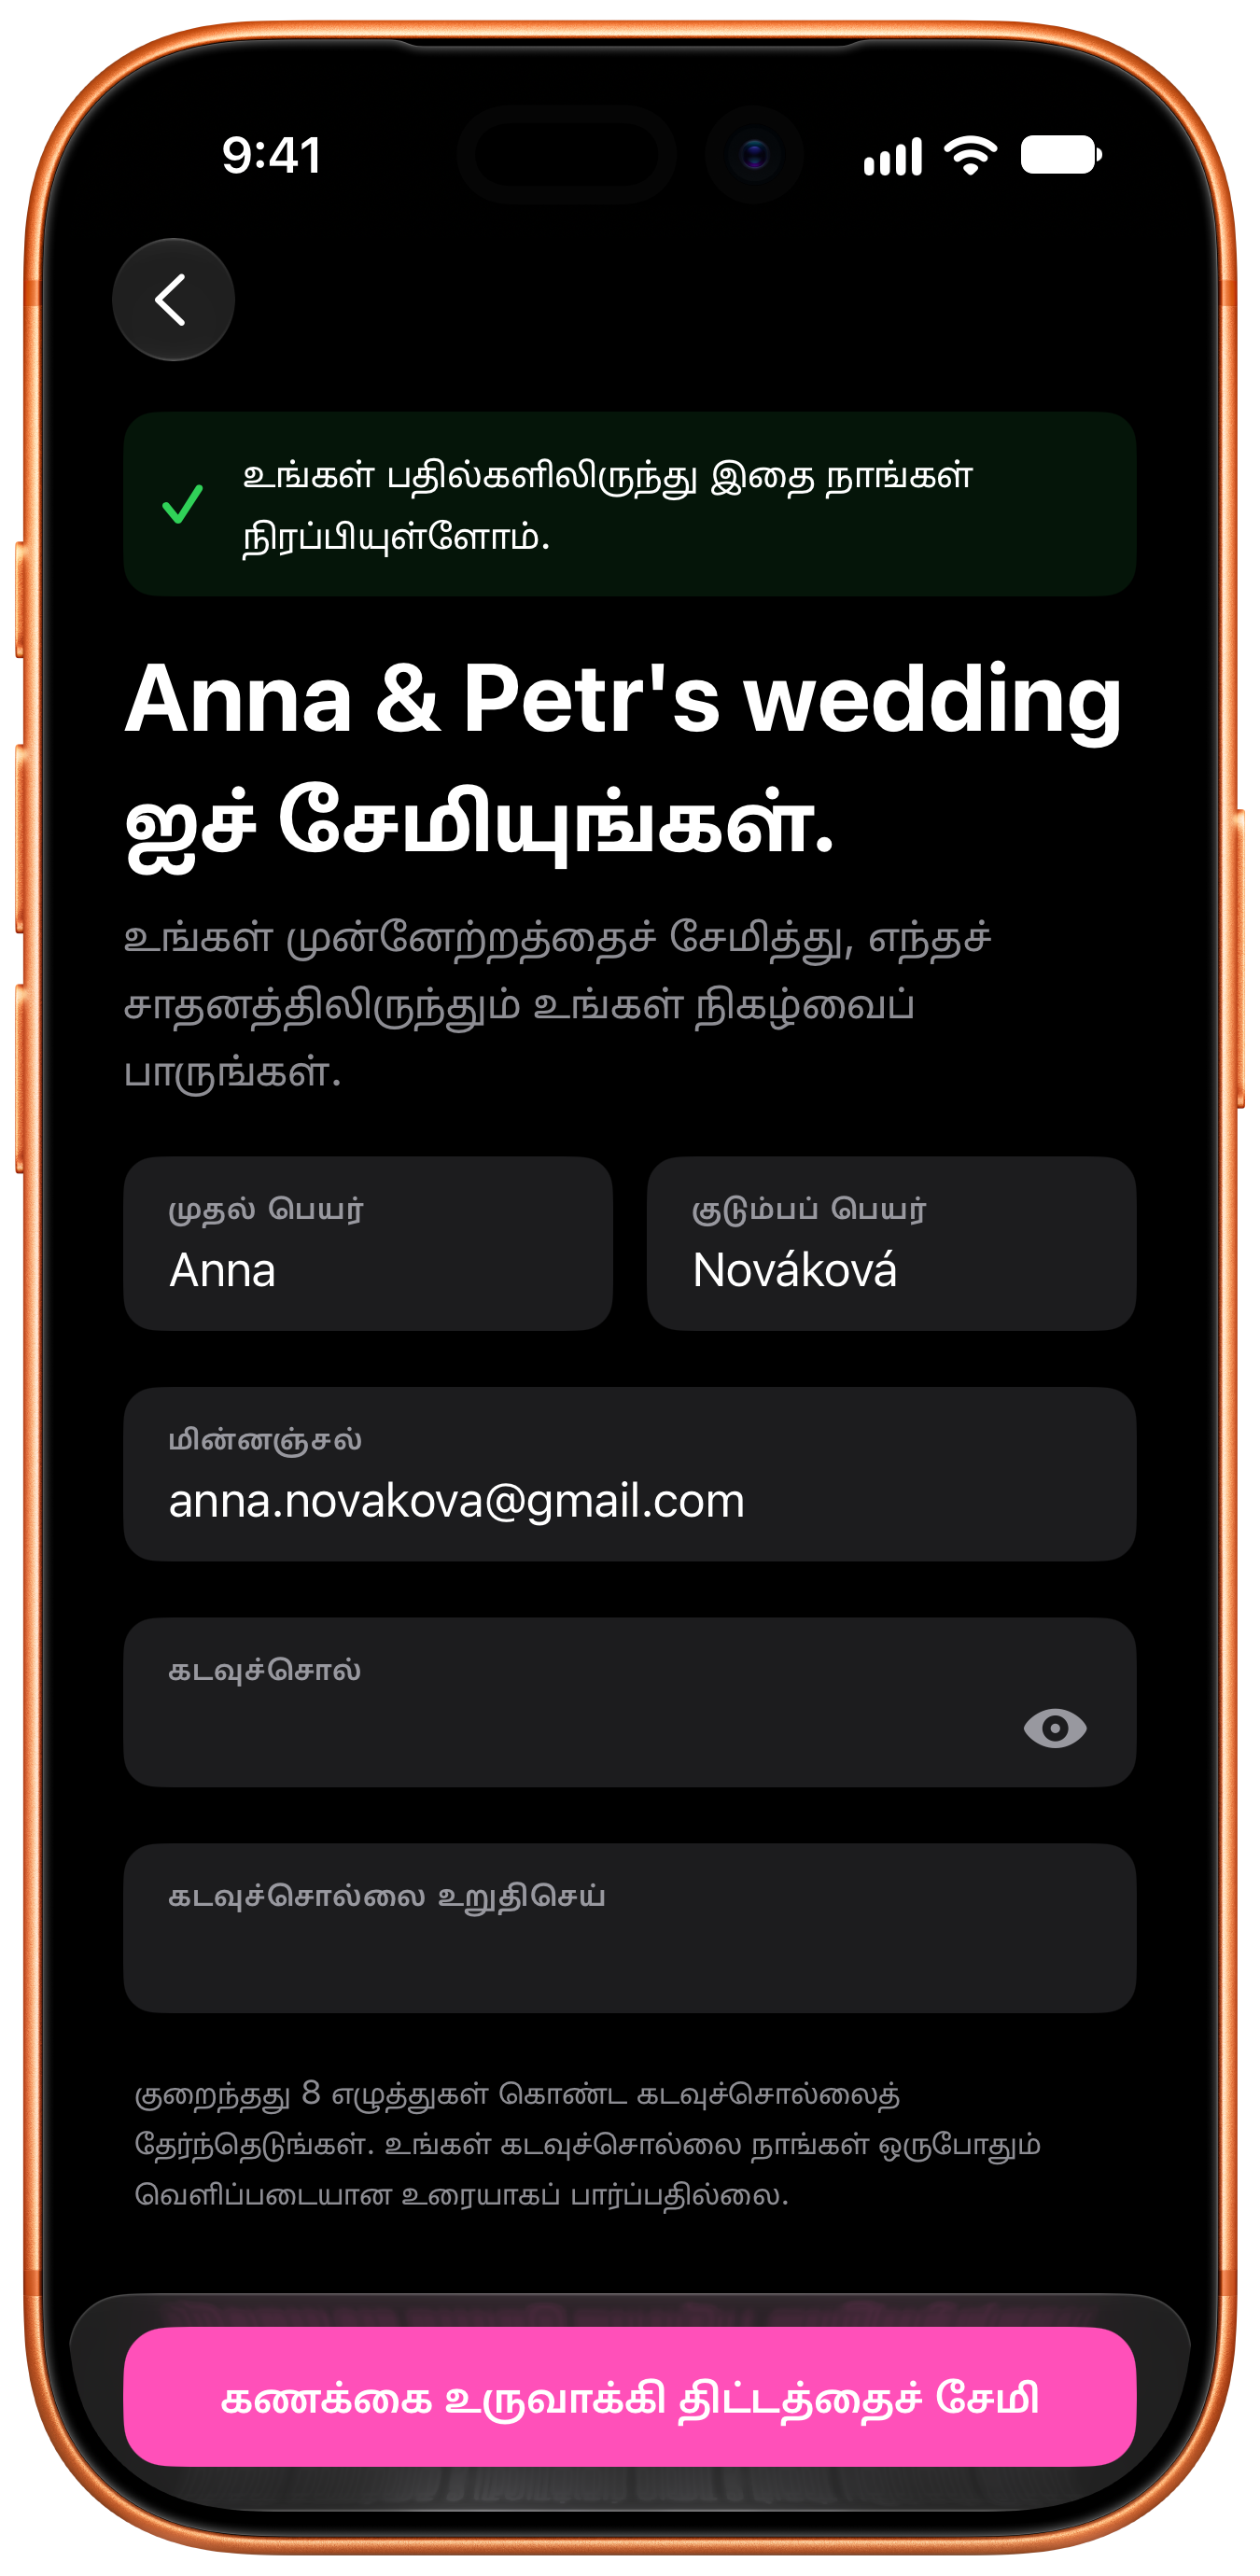 9:41
உங்கள் பதில்களிலிருந்து இதை நாங்கள்
நிரப்பியுள்ளோம்.
Anna & Petr's wedding
ஐச் சேமியுங்கள்.
உங்கள் முன்னேற்றத்தைச் சேமித்து, எந்தச்
சாதனத்திலிருந்தும் உங்கள் நிகழ்வைப்
பாருங்கள்.
முதல் பெயர்
Anna
குடும்பப் பெயர்
Nováková
மின்னஞ்சல்
anna.novakova@gmail.com
கடவுச்சொல்
கடவுச்சொல்லை உறுதிசெய்
குறைந்தது 8 எழுத்துகள் கொண்ட கடவுச்சொல்லைத்
தேர்ந்தெடுங்கள். உங்கள் கடவுச்சொல்லை நாங்கள் ஒருபோதும்
வெளிப்படையான உரையாகப் பார்ப்பதில்லை.
கணக்கை உருவாக்கி திட்டத்தைச் சேமி